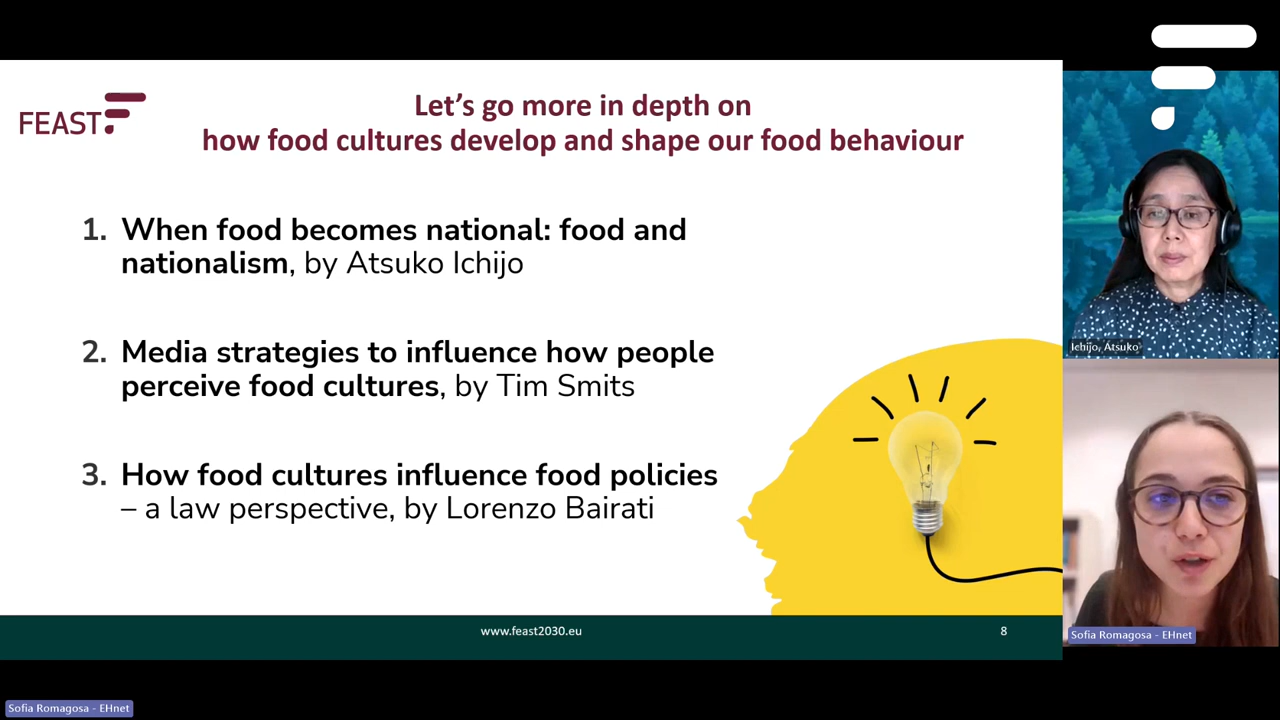 FEAST
Let's go more in depth on
how food cultures develop and shape our food behaviour
1. When food becomes national: food and
nationalism, by Atsuko Ichijo
2. Media strategies to influence how people
perceive food cultures, by Tim Smits
3. How food cultures influence food policies
– a law perspective, by Lorenzo Bairati
www.feast2030.eu
8
Ichijo, Atsuko
Sofia Romagosa - EHnet
Sofia Romagosa - EHnet